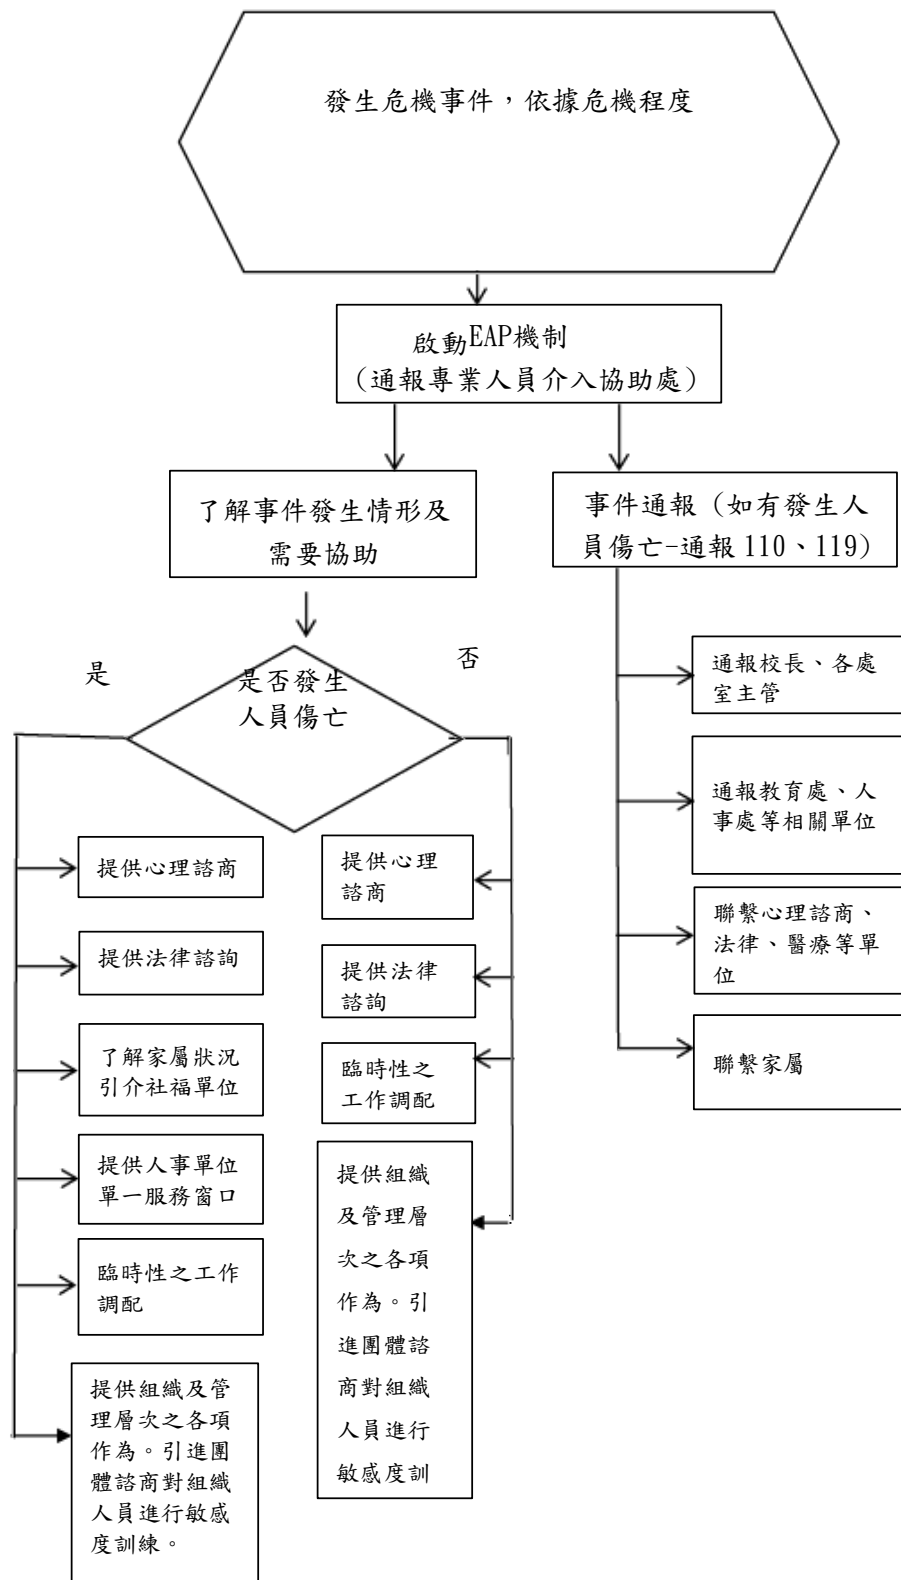 發生危機事件，依據危機程度
啟動EAP機制
（通報專業人員介入協助處）
了解事件發生情形及
需要協助
事件通報（如有發生人
員傷亡-通報 110、119）
是
否
是否發生
人員傷亡
提供心理諮商
提供法律諮詢
了解家屬狀況
引介社福單位
提供人事單位
單一服務窗口
臨時性之工作
調配
提供組織及管
理層次之各項
作為。引進團
體諮商對組織
人員進行敏感
度訓練。
提供心理
諮商
提供法律
諮詢
臨時性之
工作調配
提供組織
及管理層
次之各項
作為。引
進團體諮
商對組織
人員進行
敏感度訓
通報校長、各處
室主管
通報教育處、人
事處等相關單位
聯繫心理諮商、
法律、醫療等單
位
聯繫家屬